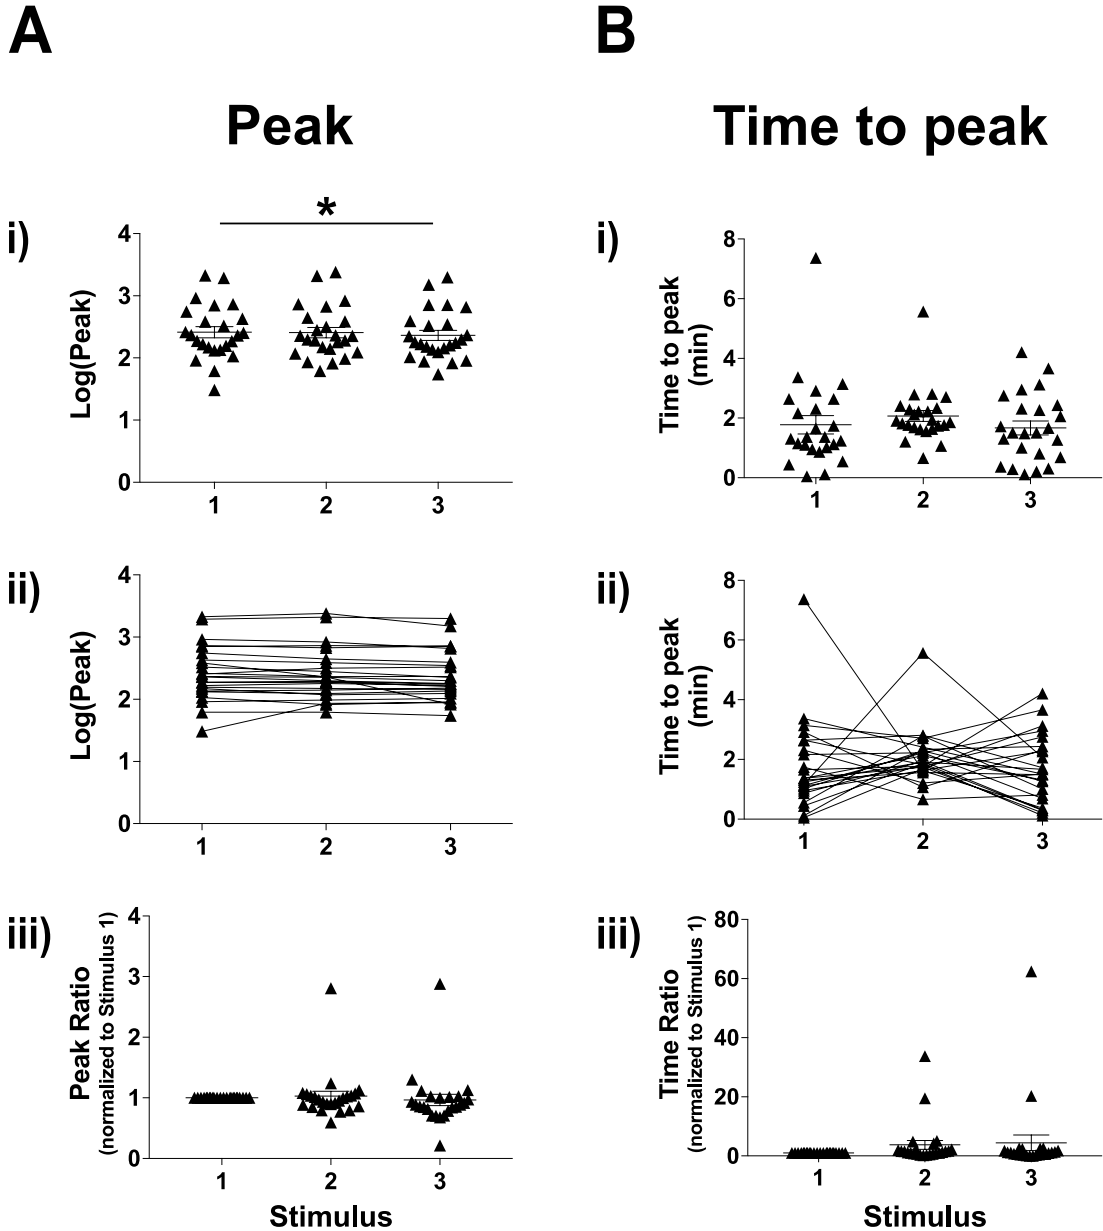 A
B
Peak
Time to peak
i)
*
Log(Peak)
4
3
2
1
0
1
2
3
i)
Time to peak
(min)
8
6
4
2
0
1
2
3
ii)
Log(Peak)
4
3
2
1
0
1
2
3
ii)
Time to peak
(min)
8
6
4
2
0
1
2
3
iii)
Peak Ratio
(normalized to Stimulus 1)
4
3
2
1
0
1
2
3
Stimulus
iii)
Time Ratio
(normalized to Stimulus 1)
80
60
40
20
0
1
2
3
Stimulus